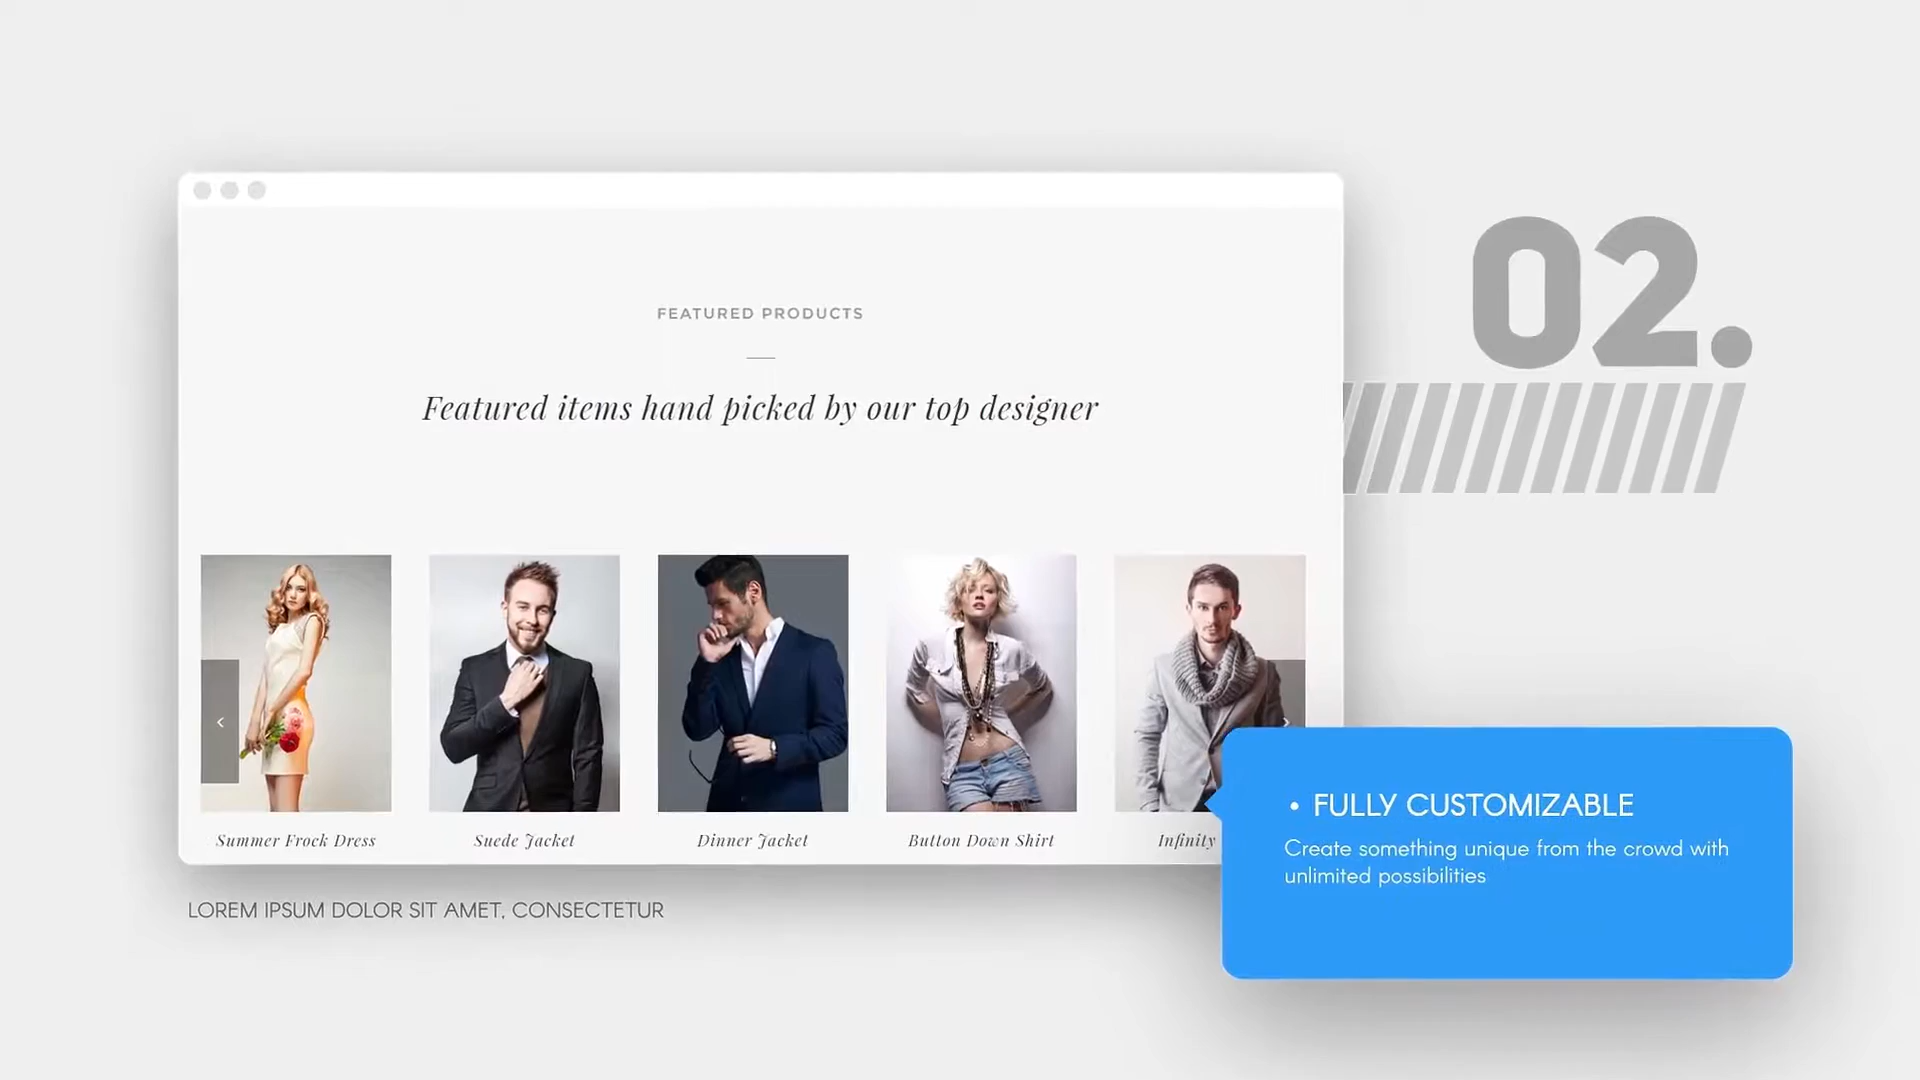 02.
FEATURED PRODUCTS
Featured items hand picked by our top designer
Summer Frock Dress
Suede Jacket
Dinner Jacket
Button Down Shirt
Infinity
• FULLY CUSTOMIZABLE
Create something unique from the crowd with
unlimited possibilities
LOREM IPSUM DOLOR SIT AMET, CONSECTETUR